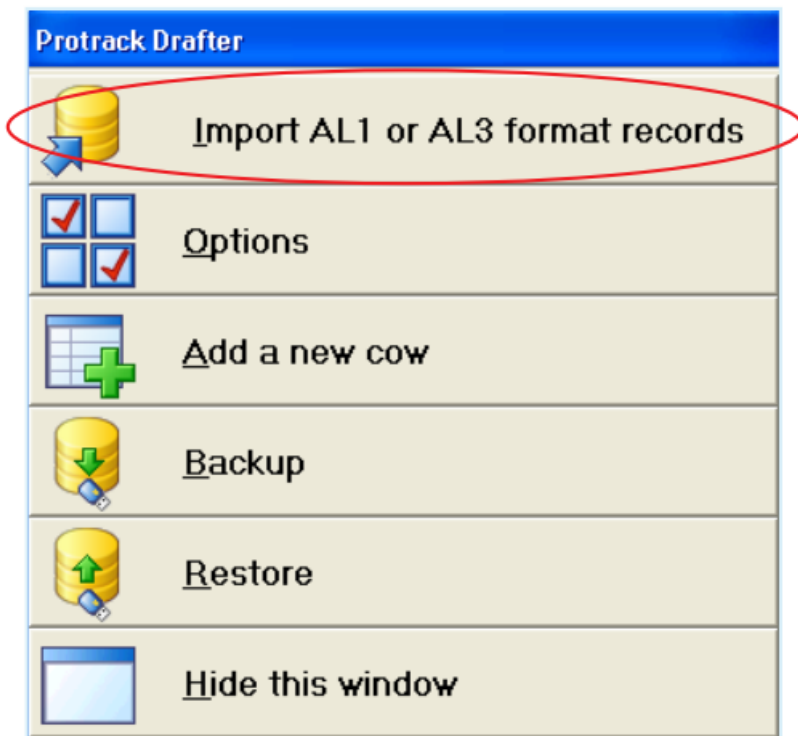 Protrack Drafter
Import AL1 or AL3 format records
Options
Add a new cow
Backup
Restore
Hide this window